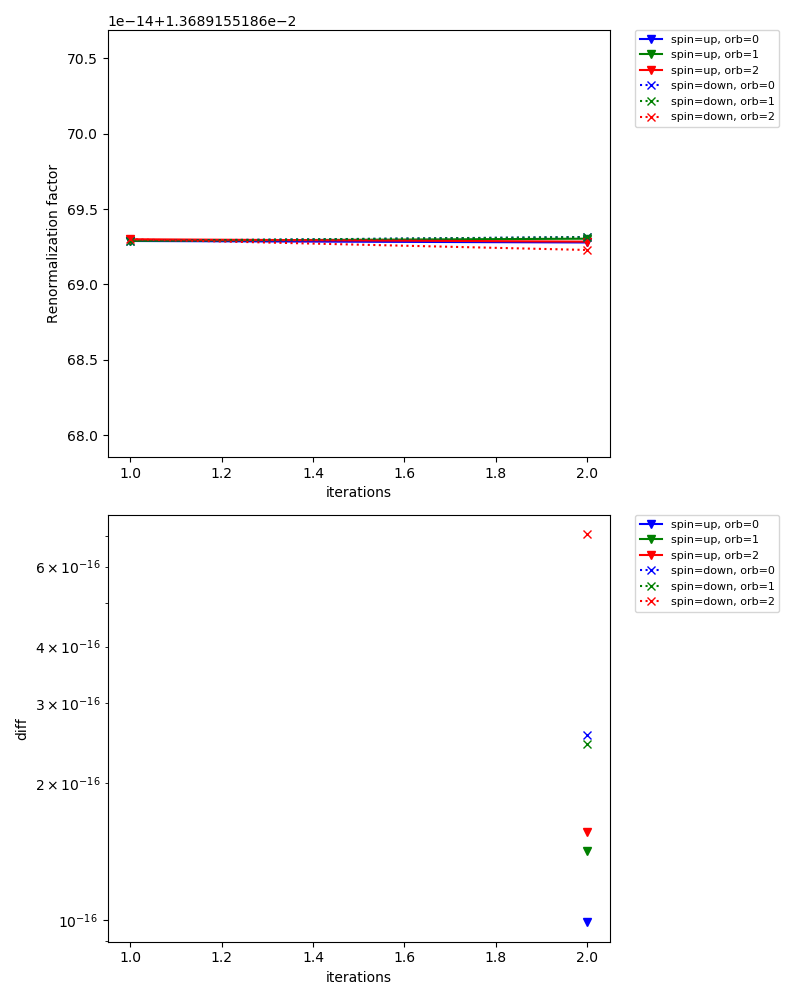 1e−14+1.3689155186e−2
70.5
70.0
69.5
69.0
68.5
68.0
Renormalization factor
1.0 1.2 1.4 1.6 1.8 2.0
iterations
spin=up, orb=0
spin=up, orb=1
spin=up, orb=2
spin=down, orb=0
spin=down, orb=1
spin=down, orb=2
6×10⁻¹⁶
4×10⁻¹⁶
3×10⁻¹⁶
2×10⁻¹⁶
10⁻¹⁶
diff
1.0 1.2 1.4 1.6 1.8 2.0
iterations
spin=up, orb=0
spin=up, orb=1
spin=up, orb=2
spin=down, orb=0
spin=down, orb=1
spin=down, orb=2